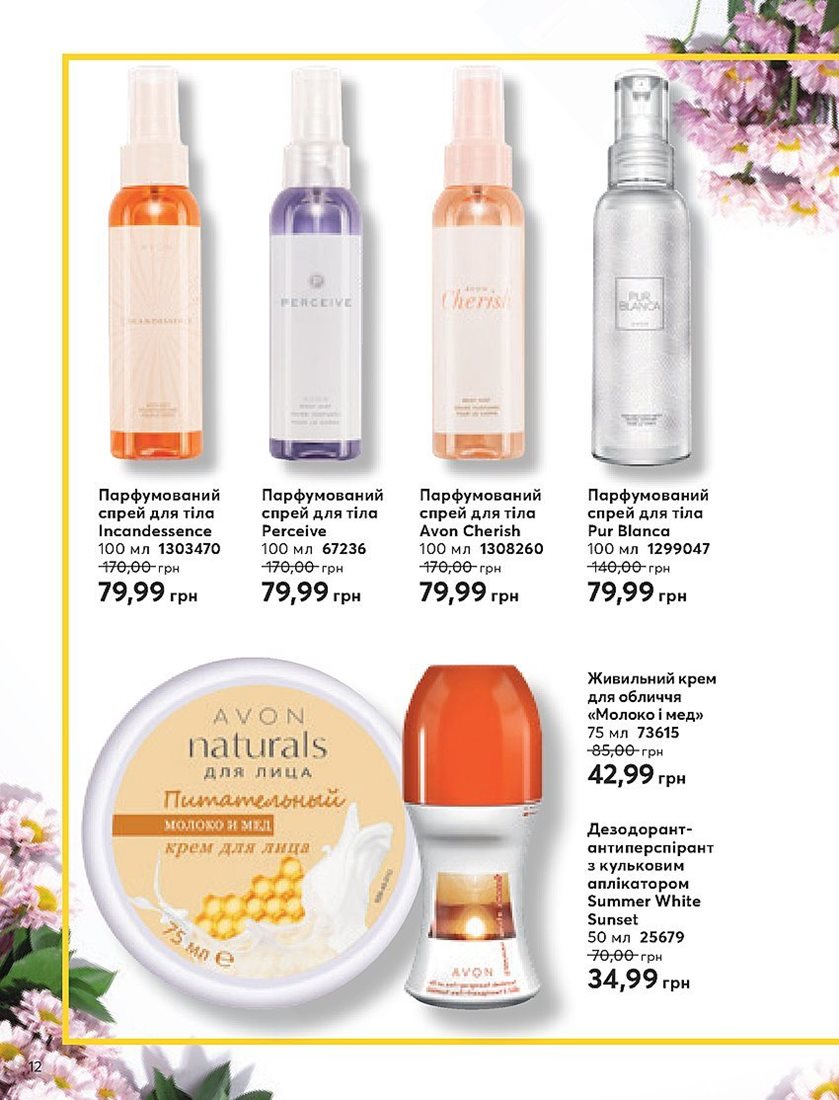 AVON
INCANDESSENCE
PERCEIVE
AVON
Cherish
PUR
BLANCA
AVON
Парфумований
спрей для тіла
Incandessence
100 мл 1303470
170,00 грн
79,99 грн
Парфумований
спрей для тіла
Perceive
100 мл 67236
170,00 грн
79,99 грн
Парфумований
спрей для тіла
Avon Cherish
100 мл 1308260
170,00 грн
79,99 грн
Парфумований
спрей для тіла
Pur Blanca
100 мл 1299047
140,00 грн
79,99 грн
AVON
naturals
ДЛЯ ЛИЦА
Питательный
МОЛОКО И МЕД
крем для лица
75 мл e
AVON
Живильний крем
для обличчя
«Молоко і мед»
75 мл 73615
85,00 грн
42,99 грн
Дезодорант-
антиперспірант
з кульковим
аплікатором
Summer White
Sunset
50 мл 25679
70,00 грн
34,99 грн
12